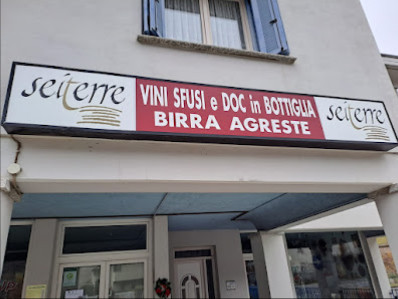 seiterre
VINI SFUSI e DOC in BOTTIGLIA
BIRRA AGRESTE
seiterre